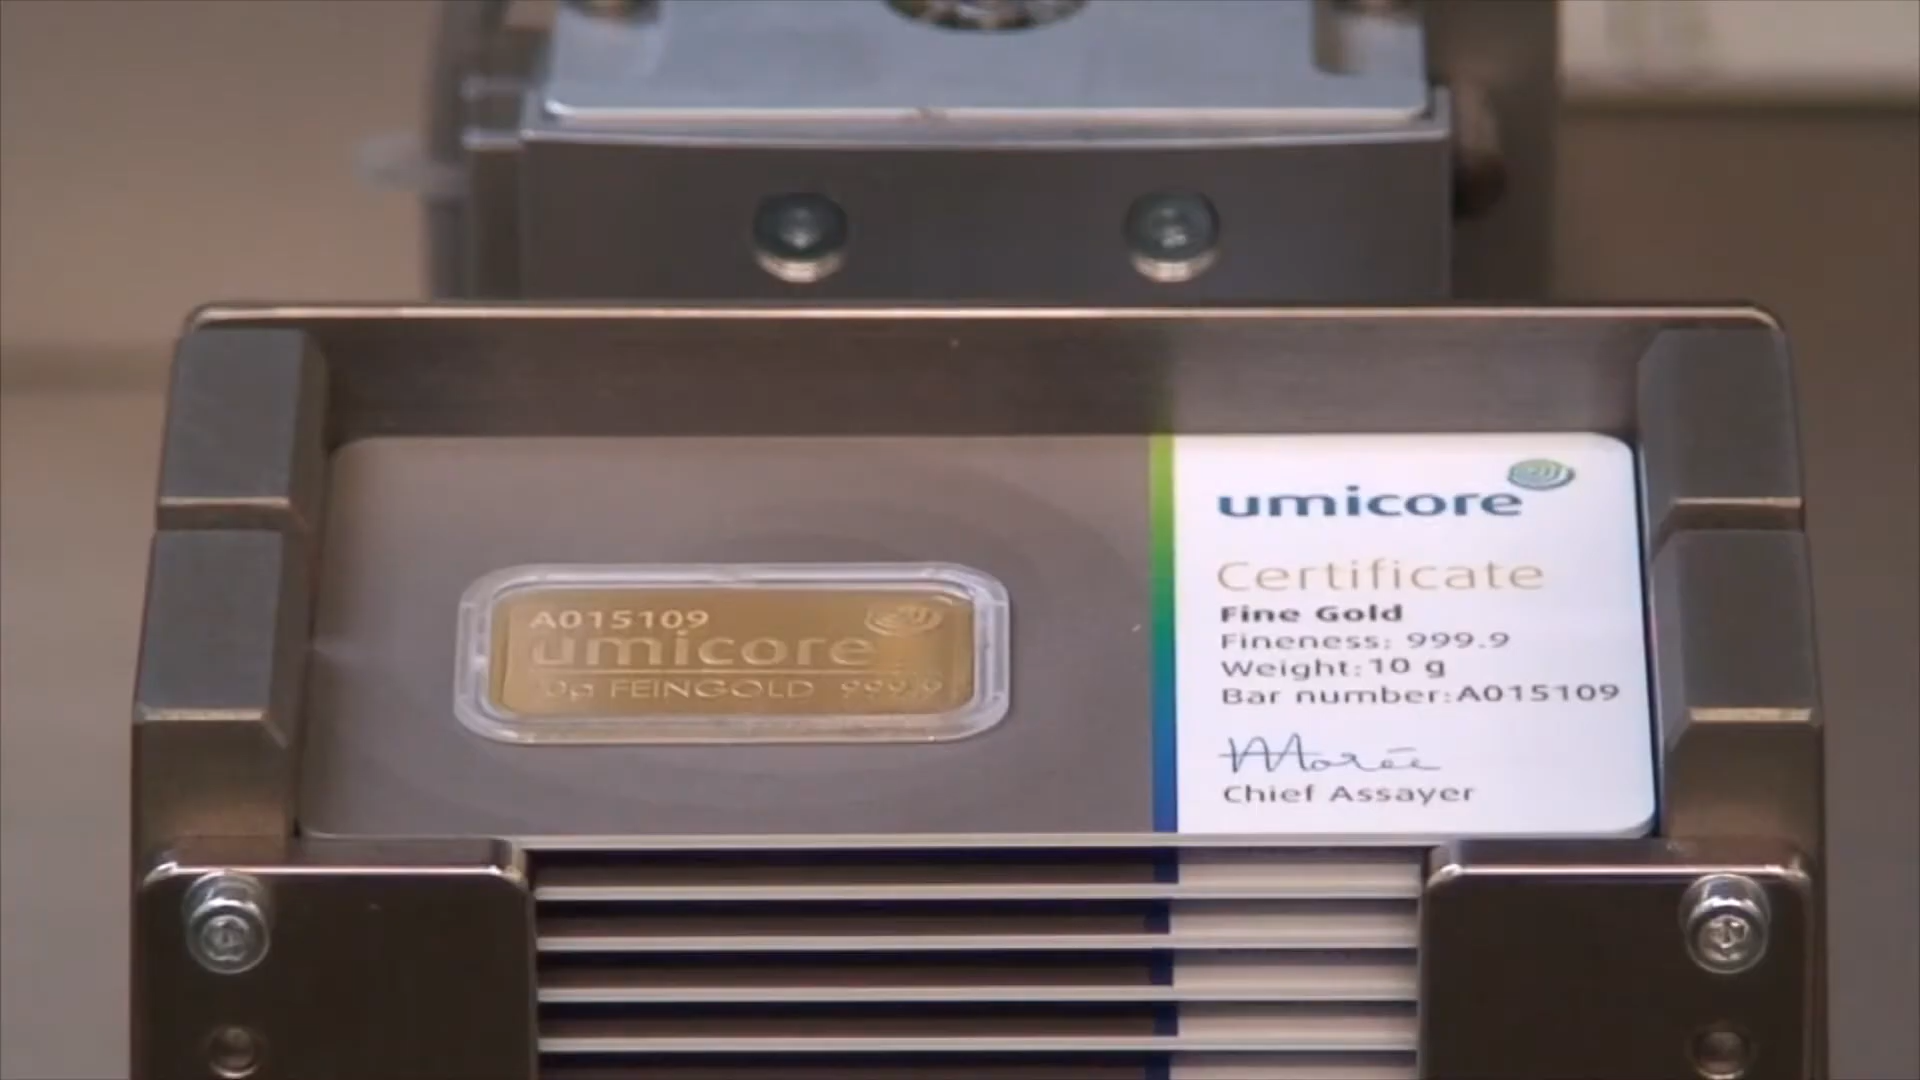 A015109
umicore
10g FEINGOLD 999.9
umicore
Certificate
Fine Gold
Fineness: 999.9
Weight: 10 g
Bar number: A015109
Morée
Chief Assayer